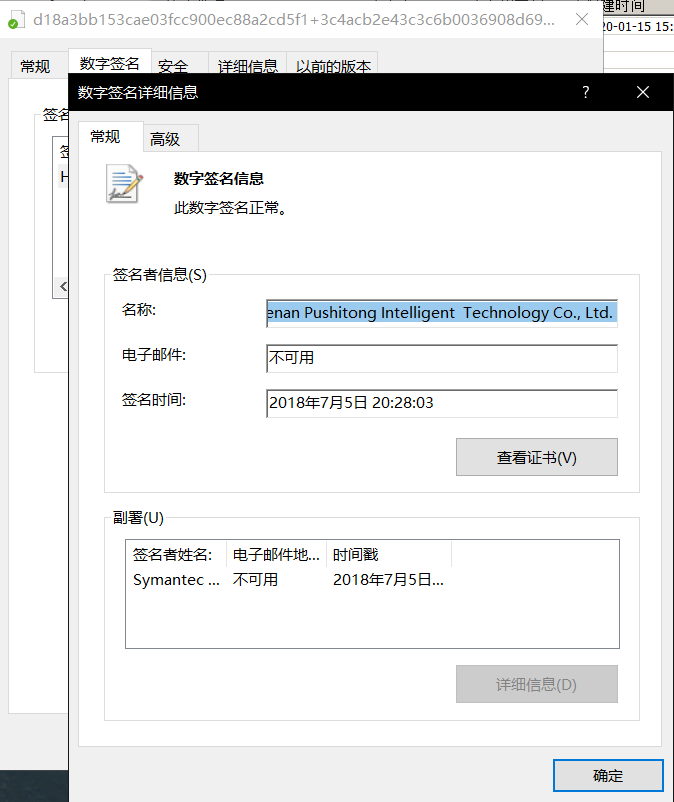 d18a3bb153cae03fcc900ec88a2cd5f1+3c4acb2e43c3c6b0036908d69...
建时间
20-01-15 15:
常规 数字签名 安全 详细信息 以前的版本
数字签名详细信息
签名
常规 高级
签
H
数字签名信息
此数字签名正常。
签名者信息(S)
名称: enan Pushitong Intelligent Technology Co., Ltd.
电子邮件: 不可用
签名时间: 2018年7月5日 20:28:03
查看证书(V)
副署(U)
签名者姓名: 电子邮件地... 时间戳
Symantec ... 不可用 2018年7月5日...
详细信息(D)
确定